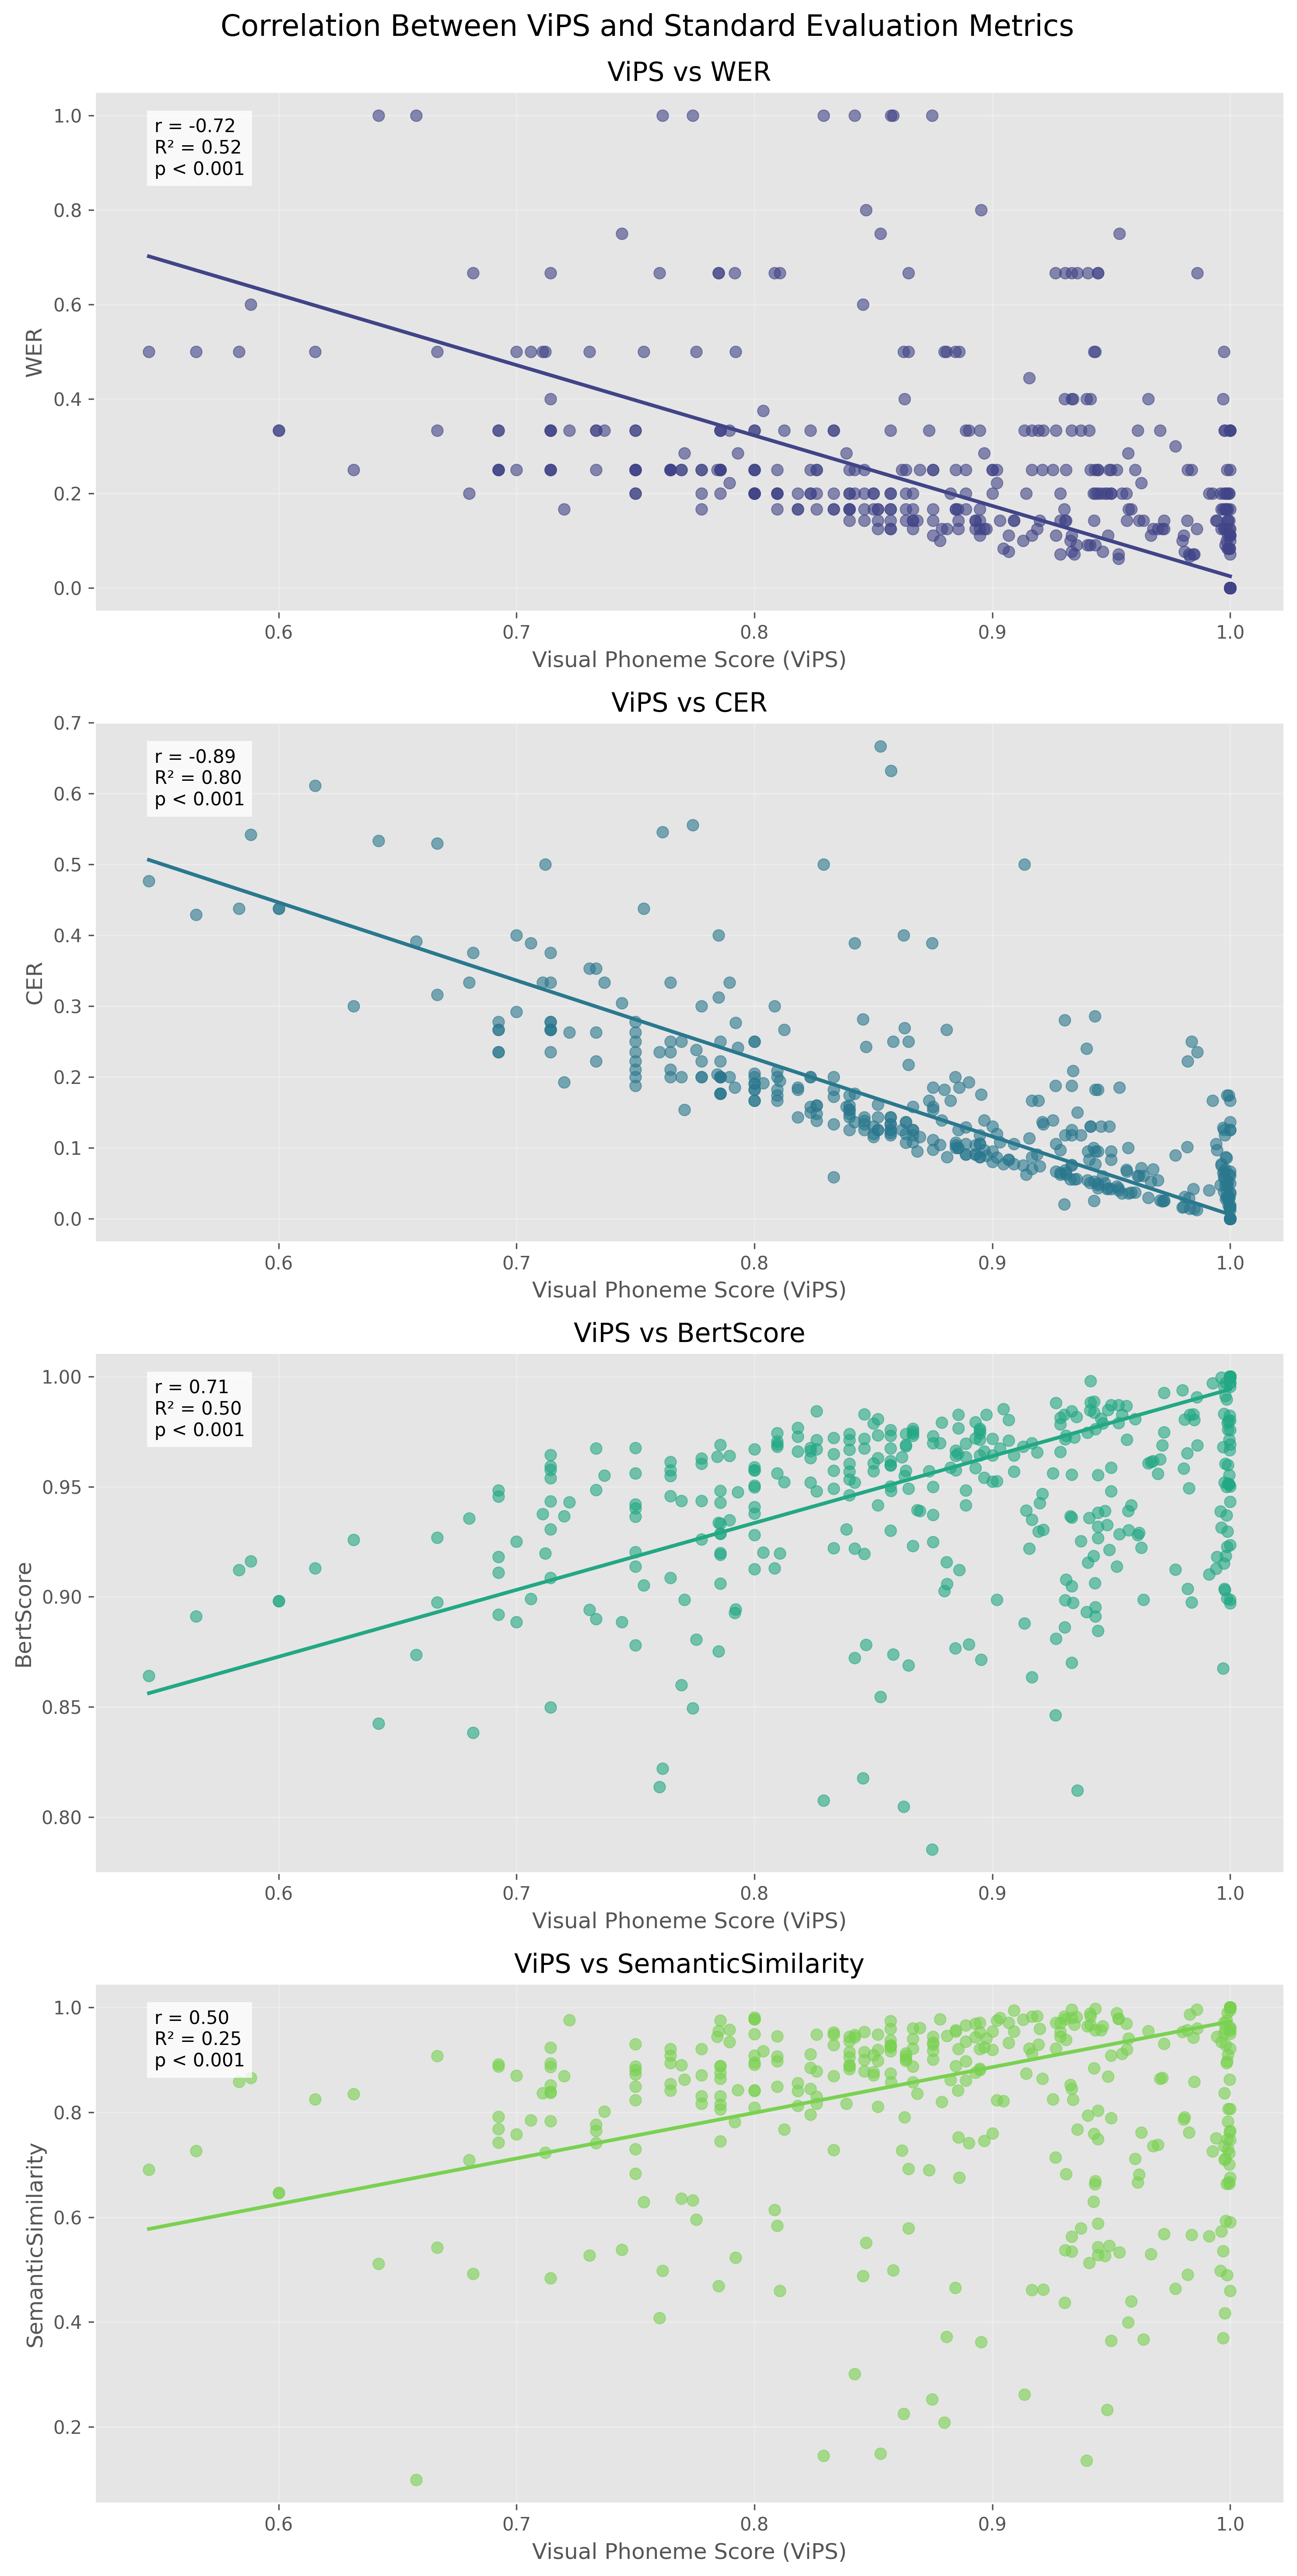 Correlation Between ViPS and Standard Evaluation Metrics
ViPS vs WER
r = -0.72
R² = 0.52
p < 0.001
1.0
0.8
0.6
0.4
0.2
0.0
WER
0.6 0.7 0.8 0.9 1.0
Visual Phoneme Score (ViPS)
ViPS vs CER
r = -0.89
R² = 0.80
p < 0.001
0.7
0.6
0.5
0.4
0.3
0.2
0.1
0.0
CER
0.6 0.7 0.8 0.9 1.0
Visual Phoneme Score (ViPS)
ViPS vs BertScore
r = 0.71
R² = 0.50
p < 0.001
1.00
0.95
0.90
0.85
0.80
BertScore
0.6 0.7 0.8 0.9 1.0
Visual Phoneme Score (ViPS)
ViPS vs SemanticSimilarity
r = 0.50
R² = 0.25
p < 0.001
1.0
0.8
0.6
0.4
0.2
SemanticSimilarity
0.6 0.7 0.8 0.9 1.0
Visual Phoneme Score (ViPS)